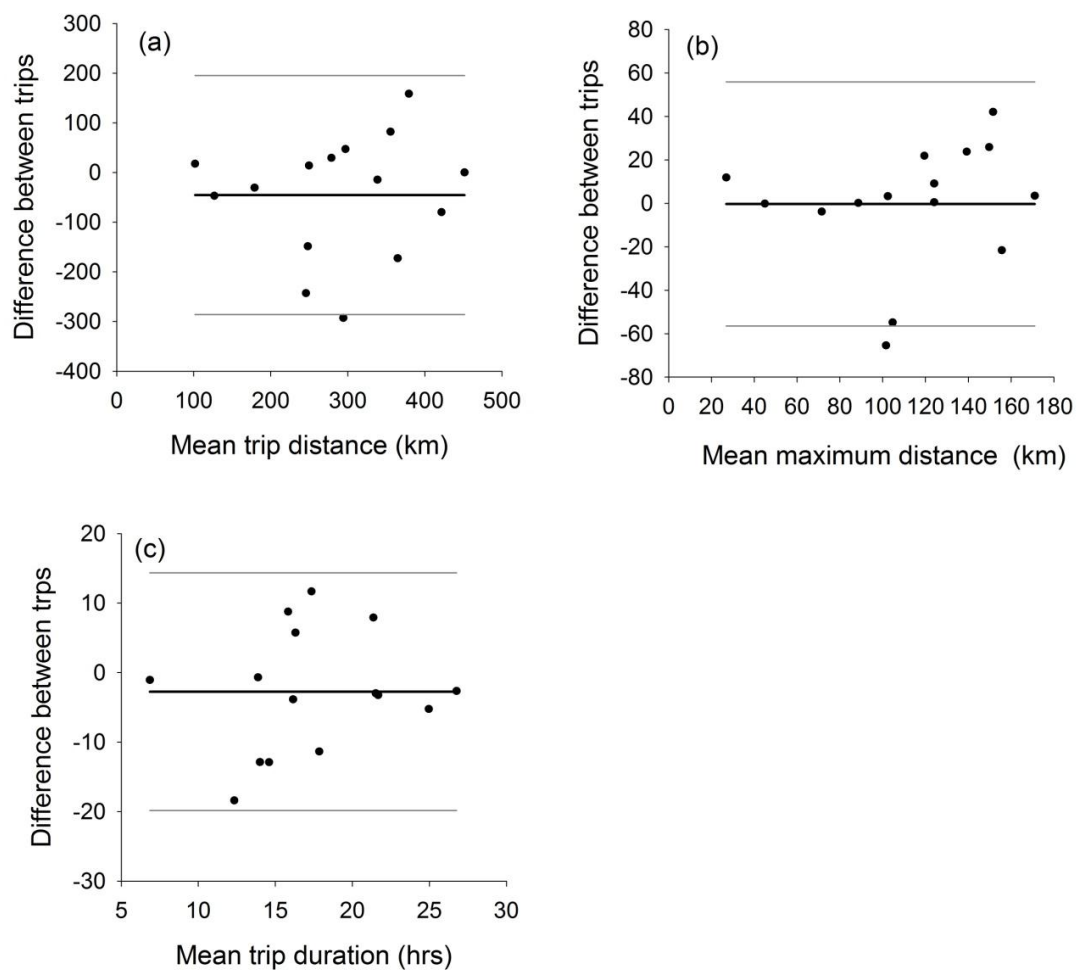 (a)
Difference between trips
300
200
100
0
-100
-200
-300
-400
0 100 200 300 400 500
Mean trip distance (km)
(b)
Difference between trips
80
60
40
20
0
-20
-40
-60
-80
0 20 40 60 80 100 120 140 160 180
Mean maximum distance (km)
(c)
Difference between trps
20
10
0
-10
-20
-30
5 10 15 20 25 30
Mean trip duration (hrs)